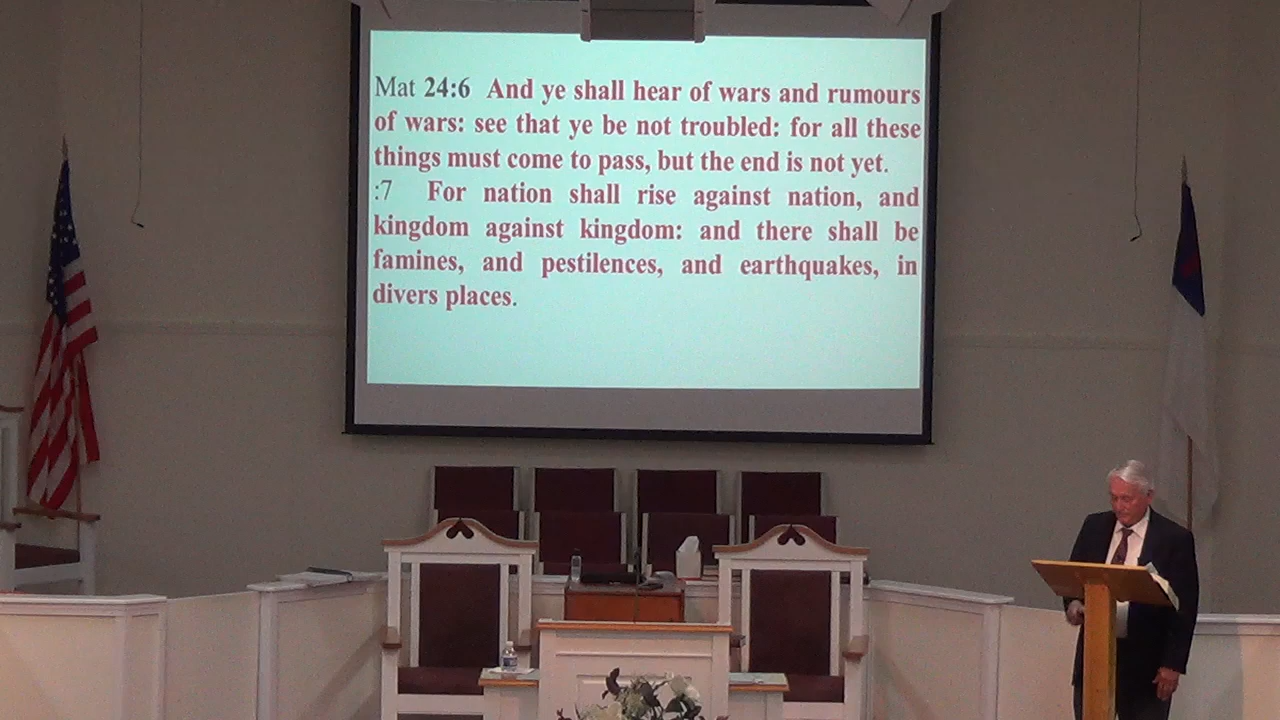 Mat 24:6 And ye shall hear of wars and rumours
of wars: see that ye be not troubled: for all these
things must come to pass, but the end is not yet.
:7 For nation shall rise against nation, and
kingdom against kingdom: and there shall be
famines, and pestilences, and earthquakes, in
divers places.